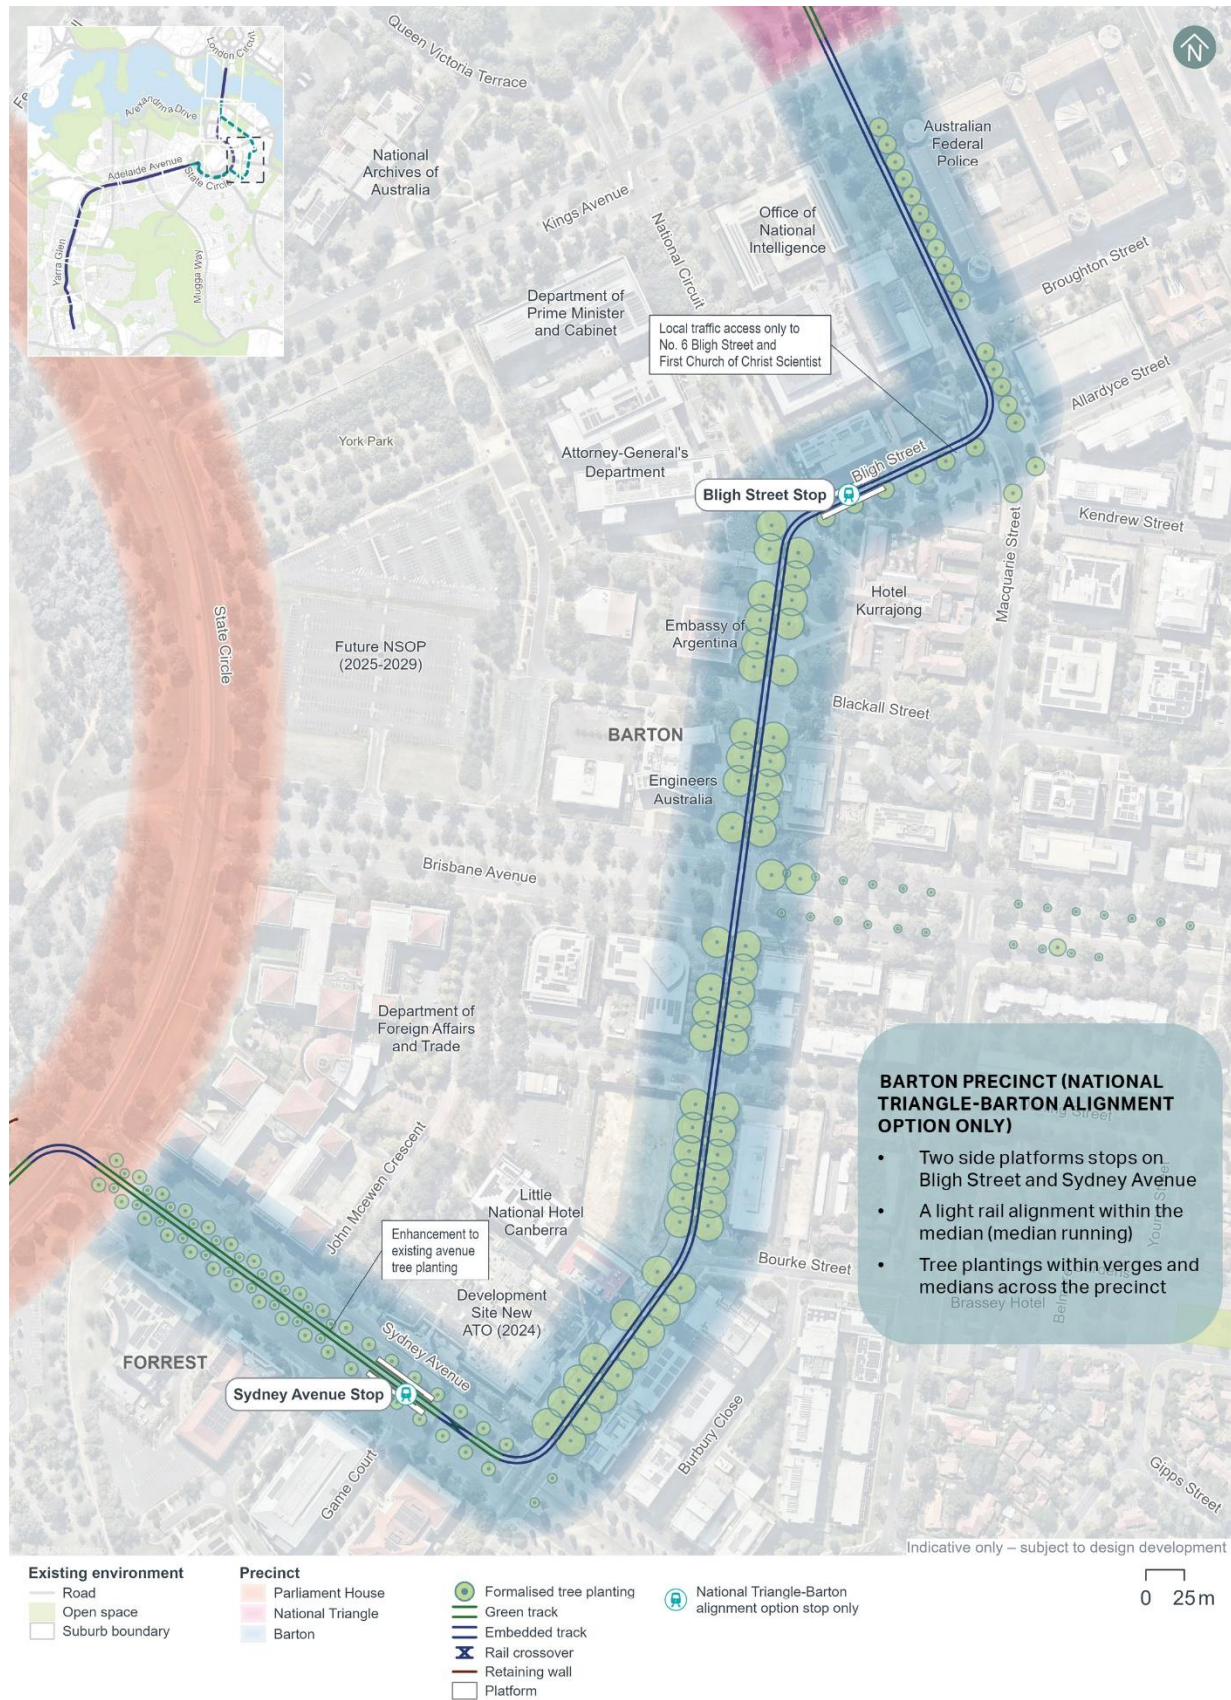 London Circuit
Alexandrina Drive
Adelaide Avenue
State Circle
Yarra Glen
Mugga Way
Queen Victoria Terrace
National
Archives of
Australia
Kings Avenue
National Circuit
Office of
National
Intelligence
Australian
Federal
Police
Broughton Street
Department of
Prime Minister
and Cabinet
Local traffic access only to
No. 6 Bligh Street and
First Church of Christ Scientist
Allardyce Street
York Park
Attorney-General's
Department
Bligh Street
Bligh Street Stop
Kendrew Street
Macquarie Street
Hotel
Kurrajong
State Circle
Future NSOP
(2025-2029)
Embassy of
Argentina
Blackall Street
BARTON
Engineers
Australia
Brisbane Avenue
Department of
Foreign Affairs
and Trade
BARTON PRECINCT (NATIONAL
TRIANGLE-BARTON ALIGNMENT
OPTION ONLY)
• Two side platforms stops on
Bligh Street and Sydney Avenue
• A light rail alignment within the
median (median running)
• Tree plantings within verges and
medians across the precinct
Brassey Hotel
John Mcewen Crescent
Little
National Hotel
Canberra
Enhancement to
existing avenue
tree planting
Bourke Street
Development
Site New
ATO (2024)
Sydney Avenue
FORREST
Sydney Avenue Stop
Burbury Close
Game Court
Gipps Street
Indicative only – subject to design development
Existing environment
Road
Open space
Suburb boundary
Precinct
Parliament House
National Triangle
Barton
Formalised tree planting
Green track
Embedded track
Rail crossover
Retaining wall
Platform
National Triangle-Barton
alignment option stop only
0 25m
N